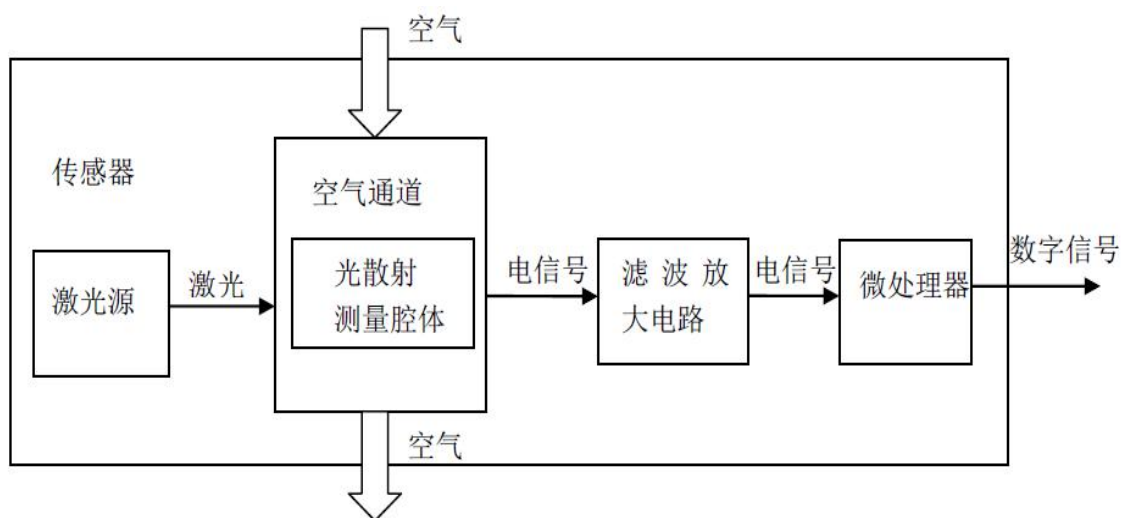 空气
传感器
空气通道
激光源
激光
光散射
测量腔体
电信号
滤波放
大电路
电信号
微处理器
数字信号
空气